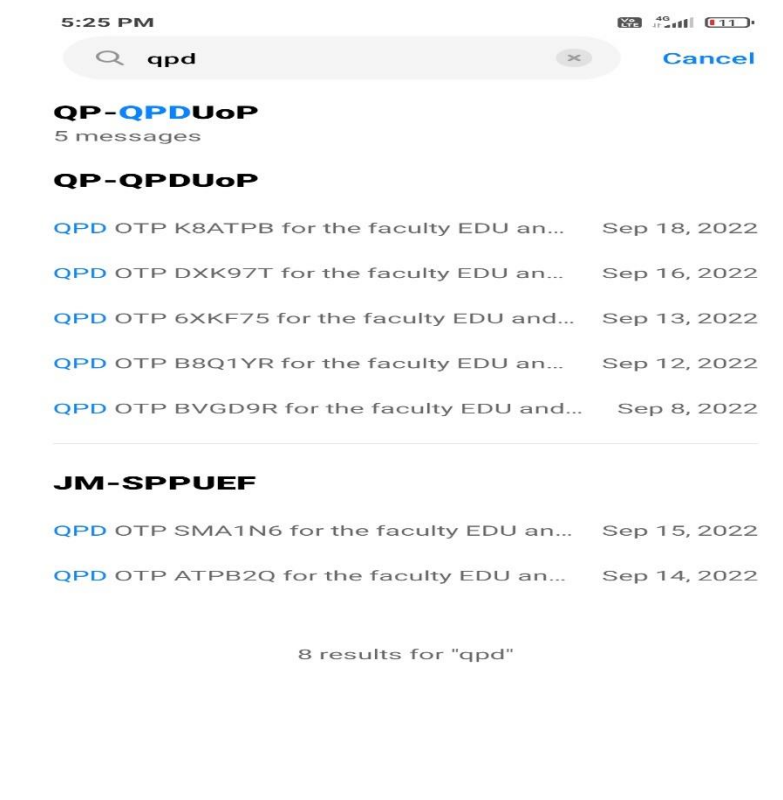 5:25 PM VoLTE 4G 11
qpd Cancel
QP-QPDUoP
5 messages
QP-QPDUoP
QPD OTP K8ATPB for the faculty EDU an... Sep 18, 2022
QPD OTP DXK97T for the faculty EDU an... Sep 16, 2022
QPD OTP 6XKF75 for the faculty EDU and... Sep 13, 2022
QPD OTP B8Q1YR for the faculty EDU an... Sep 12, 2022
QPD OTP BVGD9R for the faculty EDU and... Sep 8, 2022
JM-SPPUEF
QPD OTP SMA1N6 for the faculty EDU an... Sep 15, 2022
QPD OTP ATPB2Q for the faculty EDU an... Sep 14, 2022
8 results for "qpd"